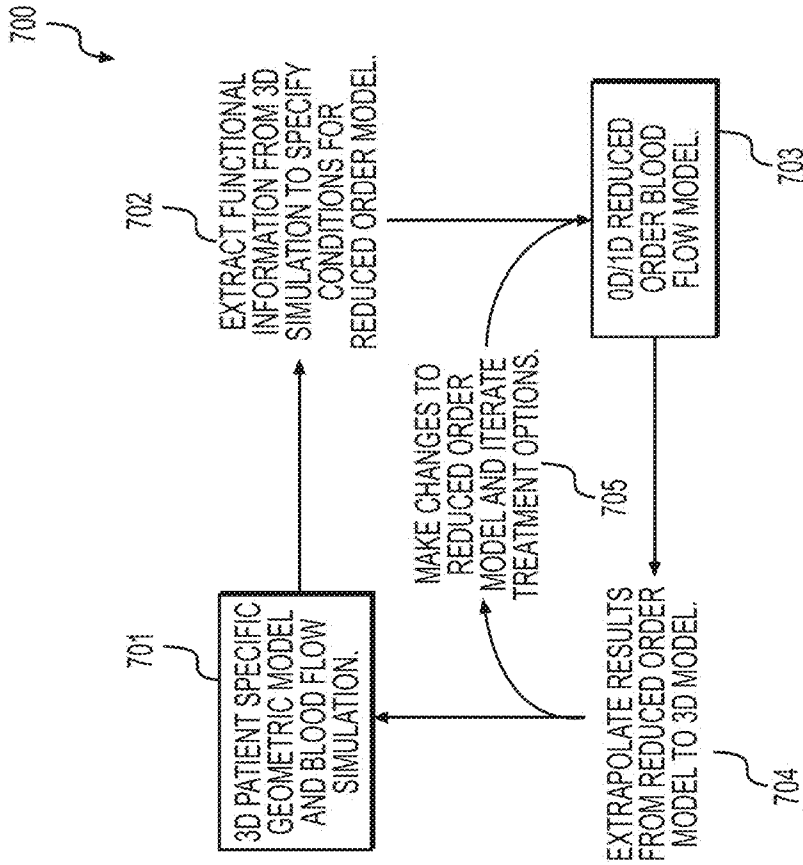 700
701
3D PATIENT SPECIFIC
GEOMETRIC MODEL
AND BLOOD FLOW
SIMULATION.
702
EXTRACT FUNCTIONAL
INFORMATION FROM 3D
SIMULATION TO SPECIFY
CONDITIONS FOR
REDUCED ORDER MODEL.
0D/1D REDUCED
ORDER BLOOD
FLOW MODEL.
703
EXTRAPOLATE RESULTS
FROM REDUCED ORDER
MODEL TO 3D MODEL.
704
MAKE CHANGES TO
REDUCED ORDER
MODEL AND ITERATE
TREATMENT OPTIONS.
705